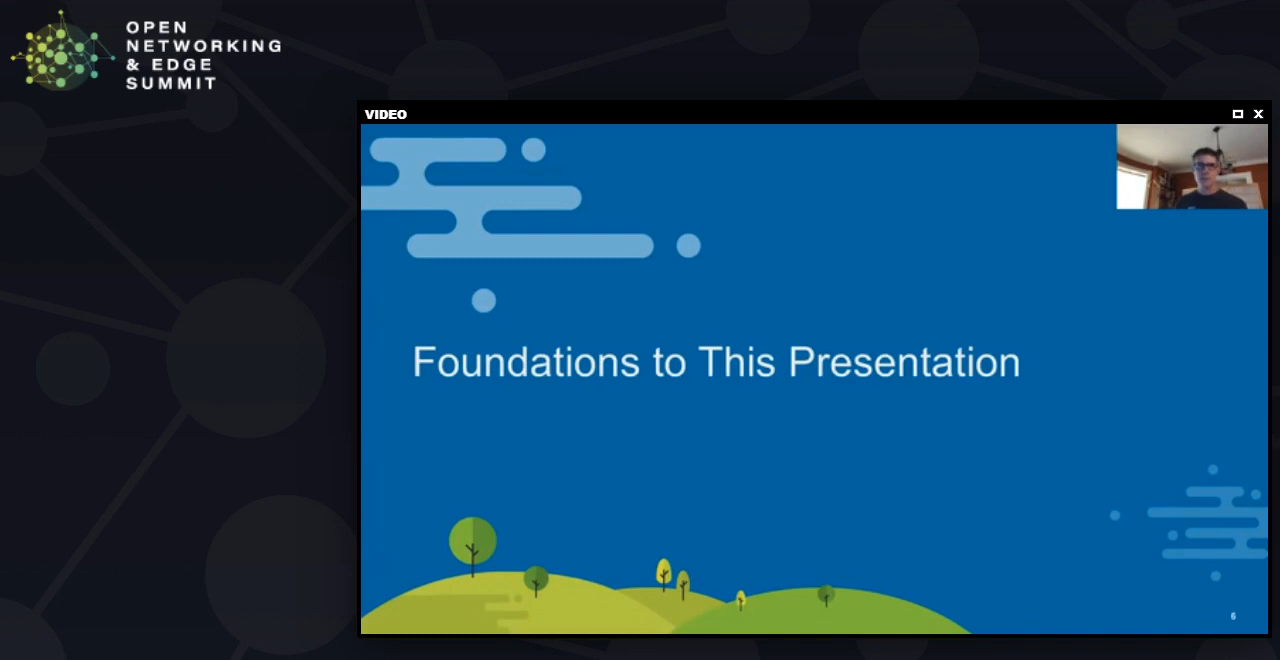 OPEN
NETWORKING
& EDGE
SUMMIT
VIDEO
Foundations to This Presentation
6